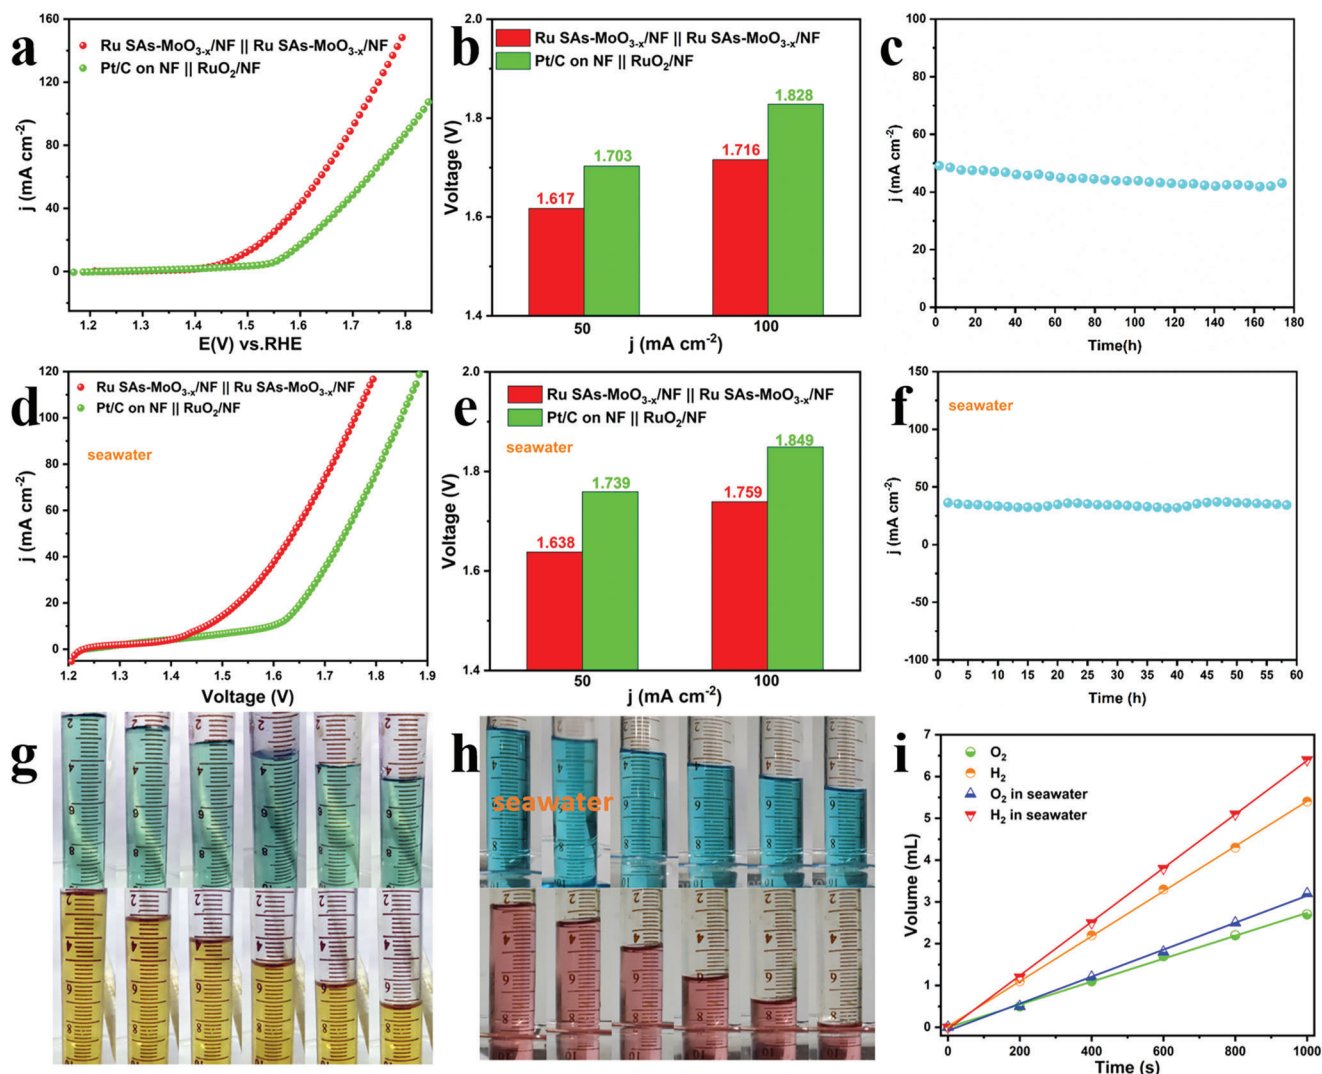 a
Ru SAs-MoO3-x/NF || Ru SAs-MoO3-x/NF
Pt/C on NF || RuO2/NF
j (mA cm-2)
160
120
80
40
0
1.2 1.3 1.4 1.5 1.6 1.7 1.8
E(V) vs.RHE
b
Ru SAs-MoO3-x/NF || Ru SAs-MoO3-x/NF
Pt/C on NF || RuO2/NF
Voltage (V)
2.0
1.8
1.6
1.4
1.617
1.703
1.716
1.828
50 100
j (mA cm-2)
c
j (mA cm-2)
100
80
60
40
20
0
0 20 40 60 80 100 120 140 160 180
Time(h)
d
Ru SAs-MoO3-x/NF || Ru SAs-MoO3-x/NF
Pt/C on NF || RuO2/NF
seawater
j (mA cm-2)
120
100
80
60
40
20
0
1.2 1.3 1.4 1.5 1.6 1.7 1.8 1.9
Voltage (V)
e
Ru SAs-MoO3-x/NF || Ru SAs-MoO3-x/NF
Pt/C on NF || RuO2/NF
seawater
Voltage (V)
2.0
1.8
1.6
1.4
1.638
1.739
1.759
1.849
50 100
j (mA cm-2)
f
seawater
j (mA cm-2)
150
100
50
0
-50
-100
0 5 10 15 20 25 30 35 40 45 50 55 60
Time (h)
g
h
seawater
i
O2
H2
O2 in seawater
H2 in seawater
Volume (mL)
7
6
5
4
3
2
1
0
0 200 400 600 800 1000
Time (s)